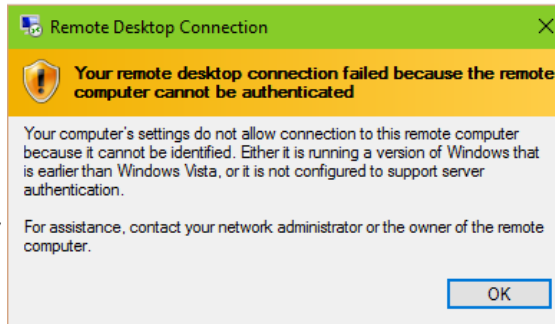 Remote Desktop Connection
Your remote desktop connection failed because the remote
computer cannot be authenticated
Your computer's settings do not allow connection to this remote computer
because it cannot be identified. Either it is running a version of Windows that
is earlier than Windows Vista, or it is not configured to support server
authentication.
For assistance, contact your network administrator or the owner of the remote
computer.
OK